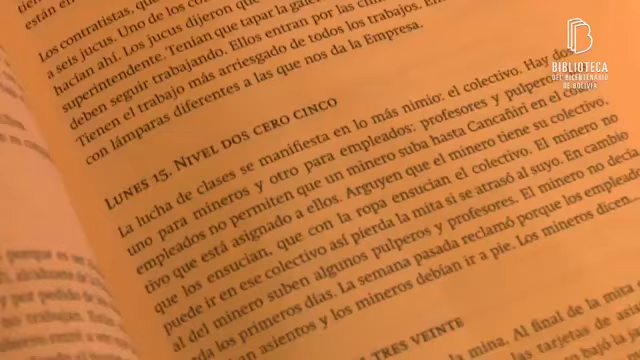 están en
Los contratistas, que
a seis jucus. Uno de los
hacían ahí. Los jucus dijeron que
superintendente. Tenían que tapar la
deben seguir trabajando. Ellos entran por las
Tienen el trabajo más arriesgado de todos los trabajos.
con lámparas diferentes a las que nos da la Empresa.
LUNES 15. NIVEL DOS CERO CINCO
La lucha de clases se manifiesta en lo más nimio: el colectivo. Hay dos
uno para mineros y otro para empleados: profesores y pulperos
empleados no permiten que un minero suba hasta Cancañiri en el colec-
tivo que está asignado a ellos. Arguyen que el minero tiene su colectivo,
que los ensucian, que con la ropa ensucian el colectivo. El minero no
puede ir en ese colectivo así pierda la mita si se atrasó al suyo. En cambio
al del minero suben algunos pulperos y profesores. El minero no decía
da los primeros días. La semana pasada reclamó porque los emplead
ban asientos y los mineros debían ir a pie. Los mineros dicen
TRES VEINTE
mina. Al final de la mita
tarjetas de asi
bajó la
BIBLIOTECA
DEL BICENTENARIO
DE BOLIVIA